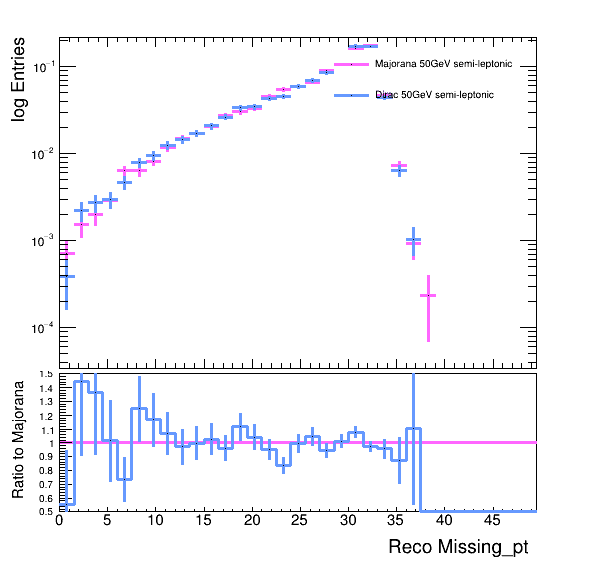 log Entries
10⁻¹
10⁻²
10⁻³
10⁻⁴
Majorana 50GeV semi-leptonic
Dirac 50GeV semi-leptonic
Ratio to Majorana
1.5
1.4
1.3
1.2
1.1
1
0.9
0.8
0.7
0.6
0.5
0 5 10 15 20 25 30 35 40 45
Reco Missing_pt